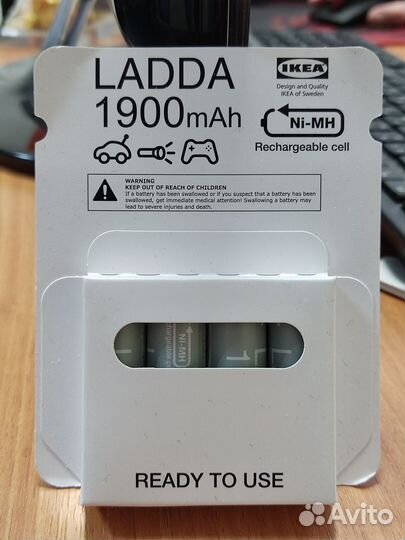 LADDA
1900mAh
IKEA
Design and Quality
IKEA of Sweden
Ni-MH
Rechargeable cell
WARNING
KEEP OUT OF REACH OF CHILDREN
If a battery has been swallowed or if you suspect that a battery has been
swallowed, get immediate medical attention! Swallowing a battery may
lead to severe injuries and death.
Ni-MH
READY TO USE
Avito